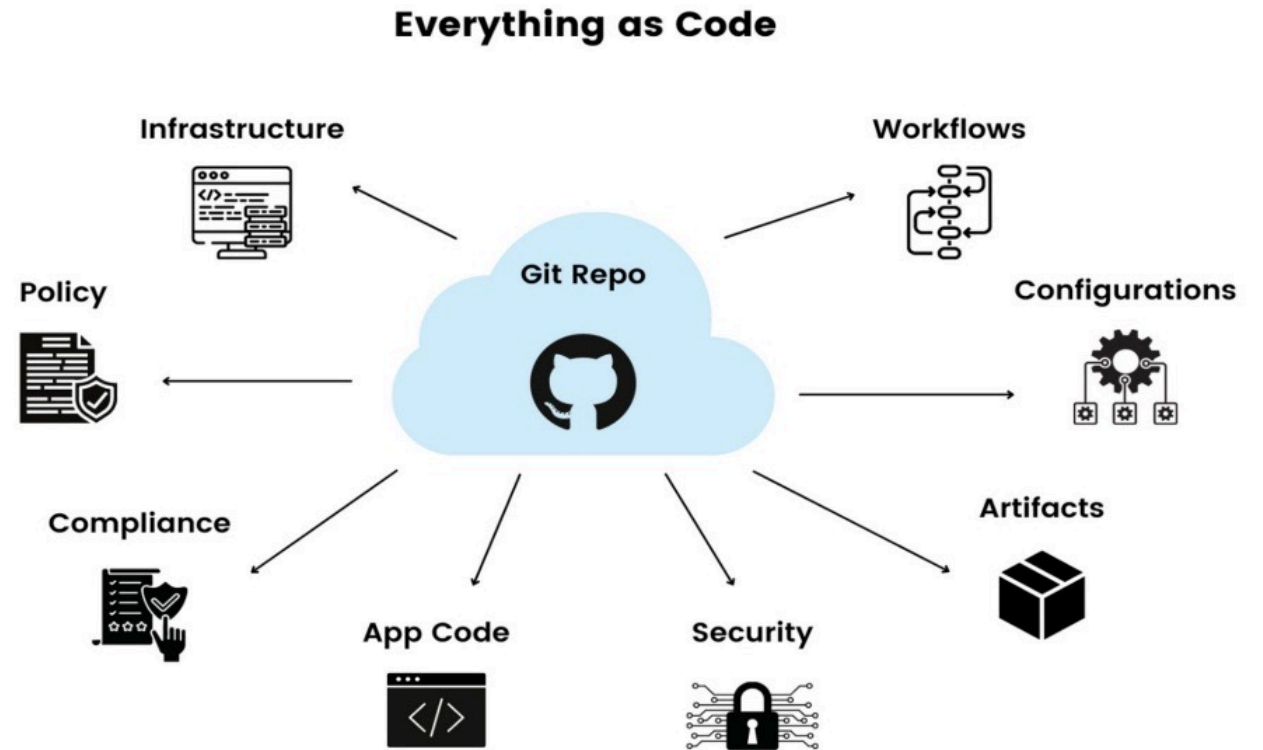 Everything as Code
Infrastructure
Workflows
Git Repo
Policy
Configurations
Compliance
Artifacts
App Code
Security